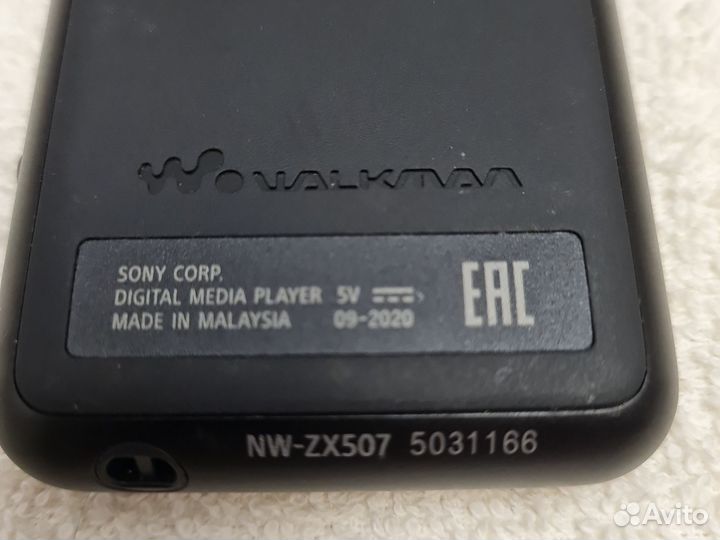 WALKMAN
SONY CORP.
DIGITAL MEDIA PLAYER 5V
MADE IN MALAYSIA 09-2020
EAC
NW-ZX507 5031166
Avito